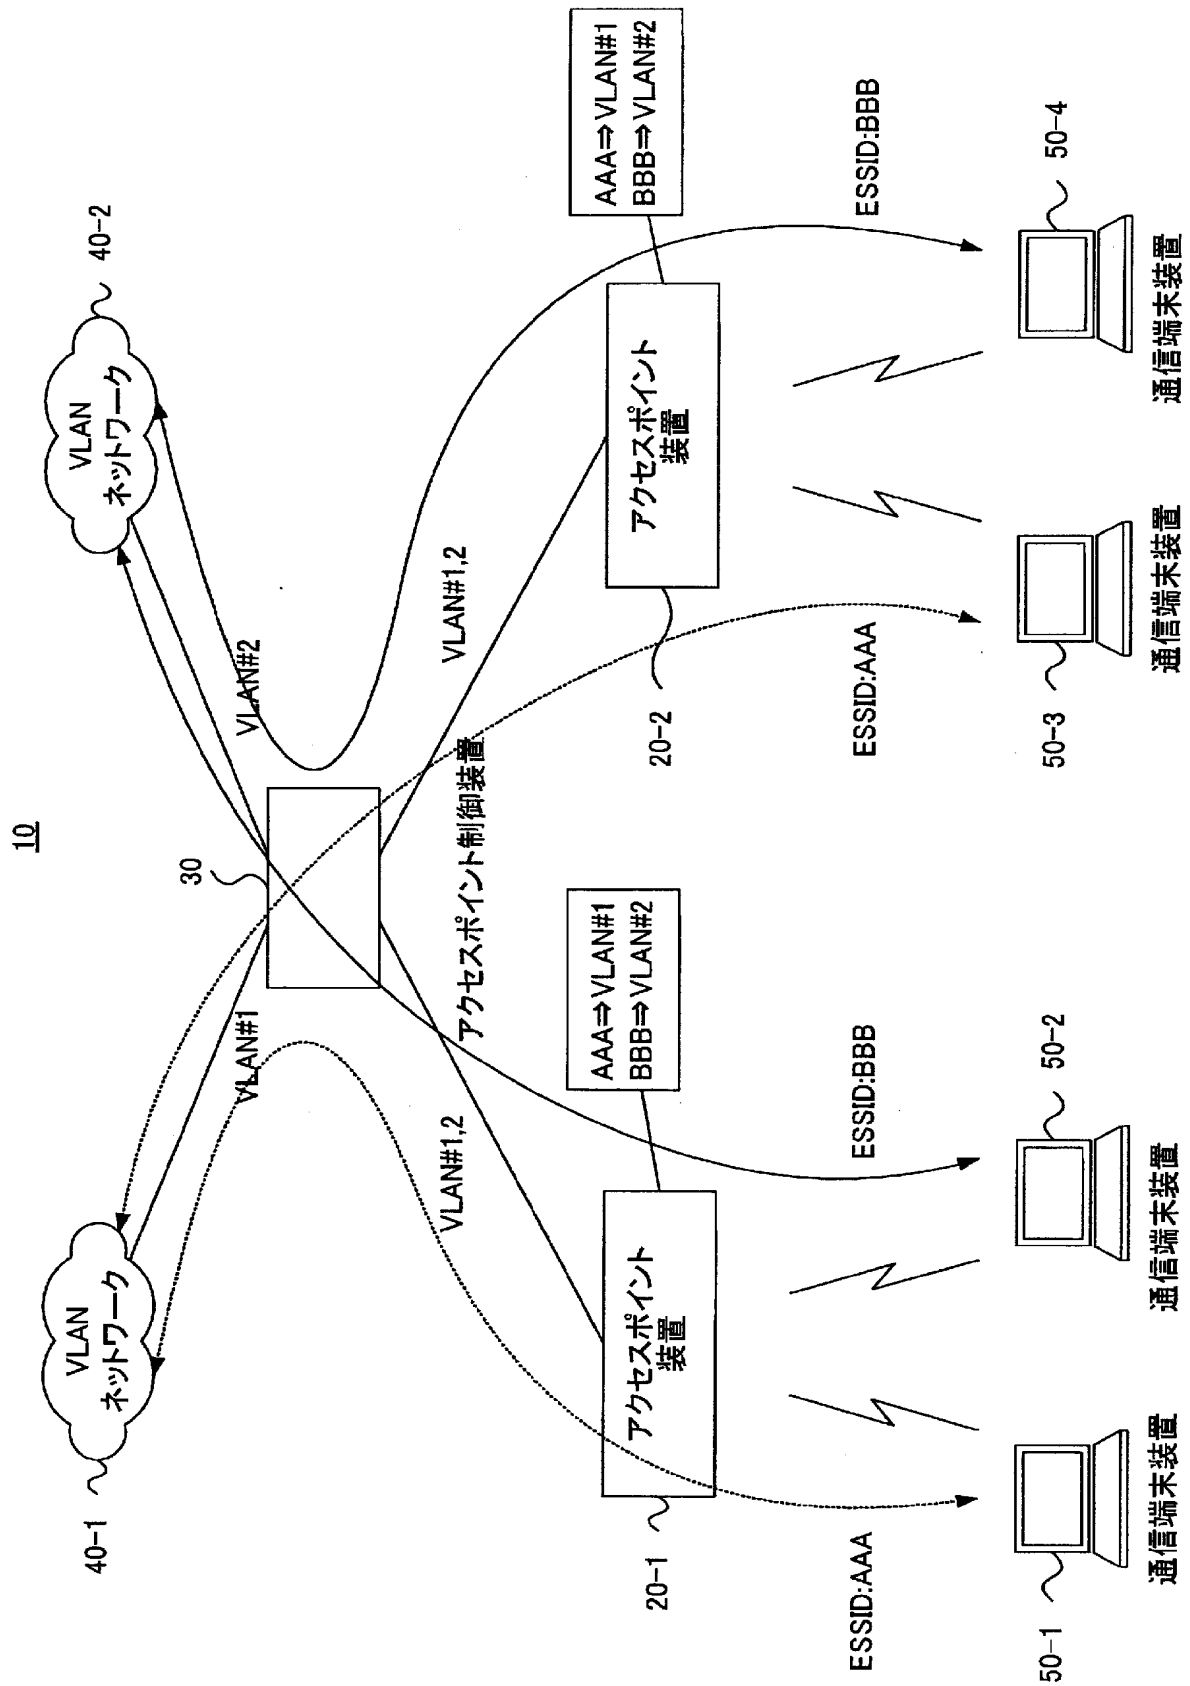 10
40-1
VLAN
ネットワーク
40-2
VLAN
ネットワーク
30
VLAN#1
VLAN#2
アクセスポイント制御装置
VLAN#1,2
VLAN#1,2
20-1
アクセスポイント
装置
AAA⇒VLAN#1
BBB⇒VLAN#2
20-2
アクセスポイント
装置
AAA⇒VLAN#1
BBB⇒VLAN#2
ESSID:AAA
ESSID:BBB
ESSID:AAA
ESSID:BBB
50-1
50-2
50-3
50-4
通信端末装置
通信端末装置
通信端末装置
通信端末装置